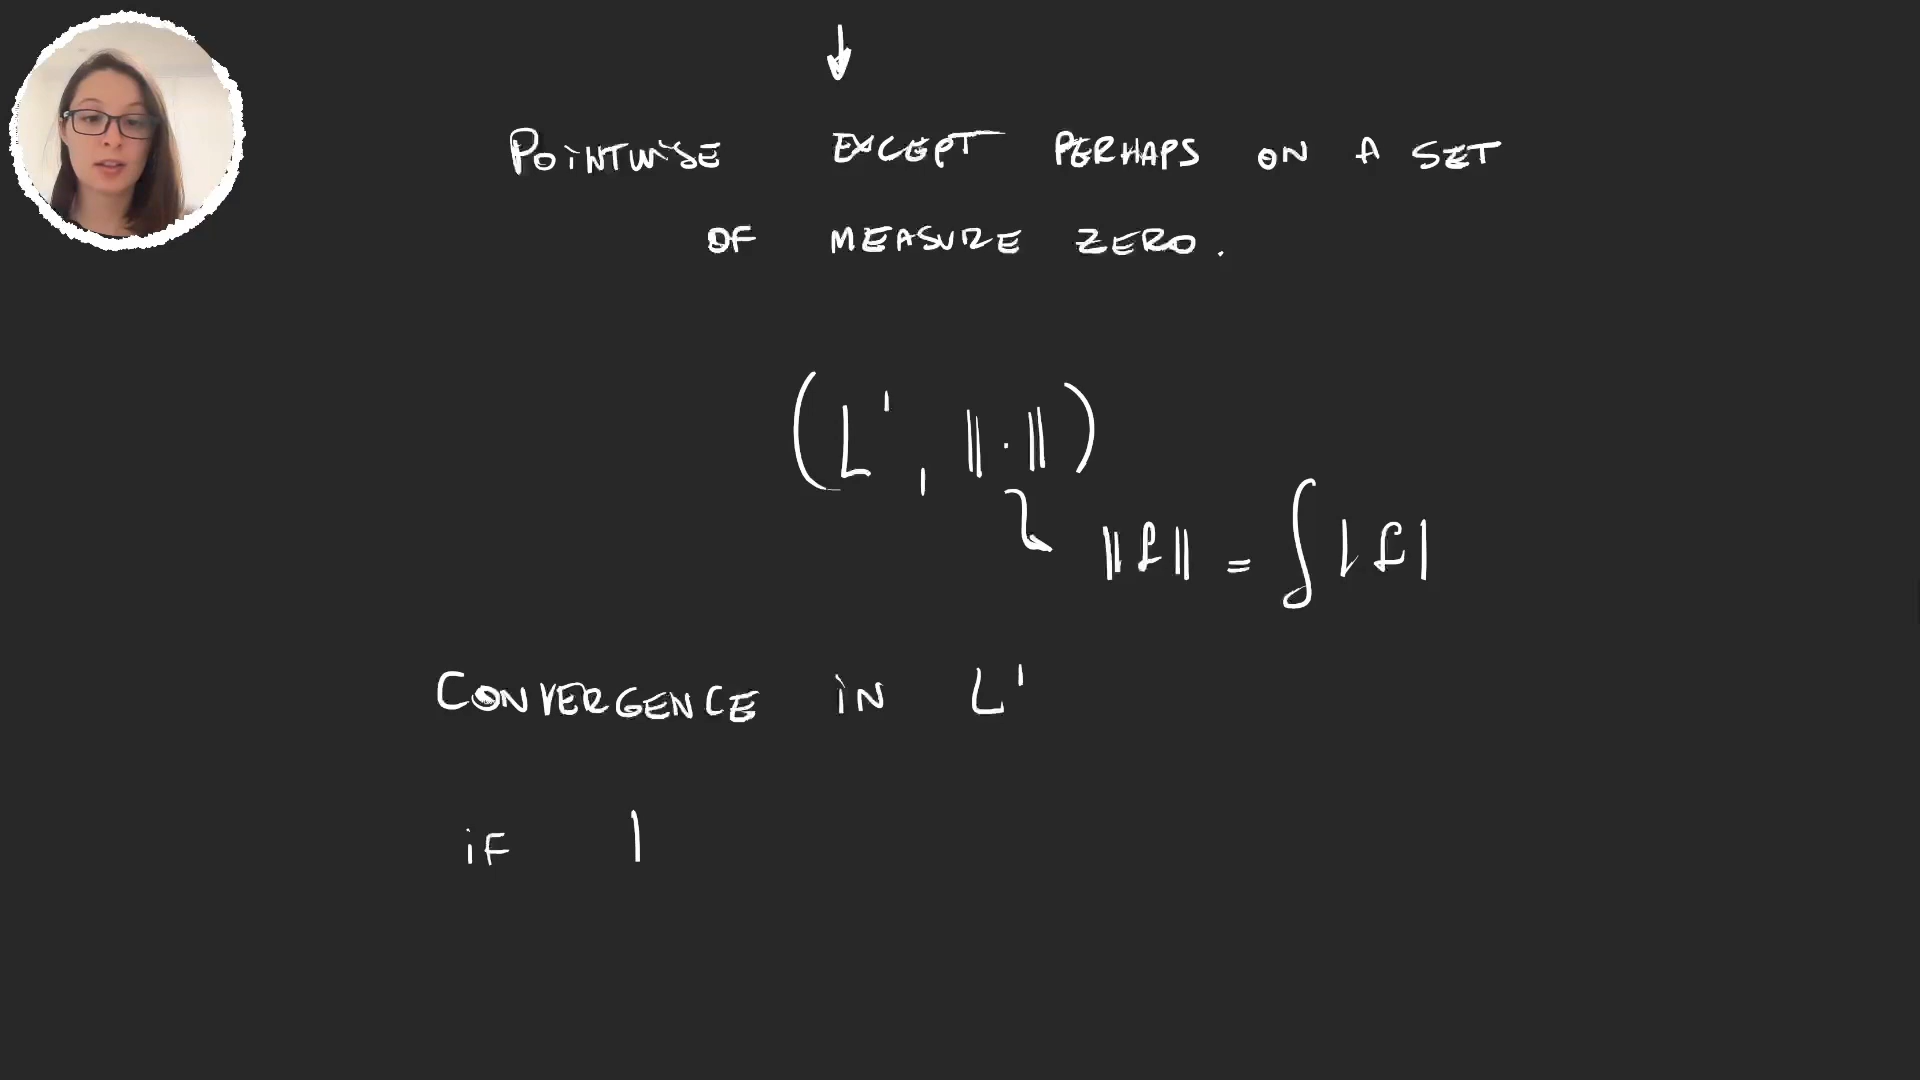 ↓
POINTWISE EXCEPT PERHAPS ON A SET
OF MEASURE ZERO.
(L¹, ‖·‖)
‖f‖ = ∫|f|
CONVERGENCE IN L¹
iF |